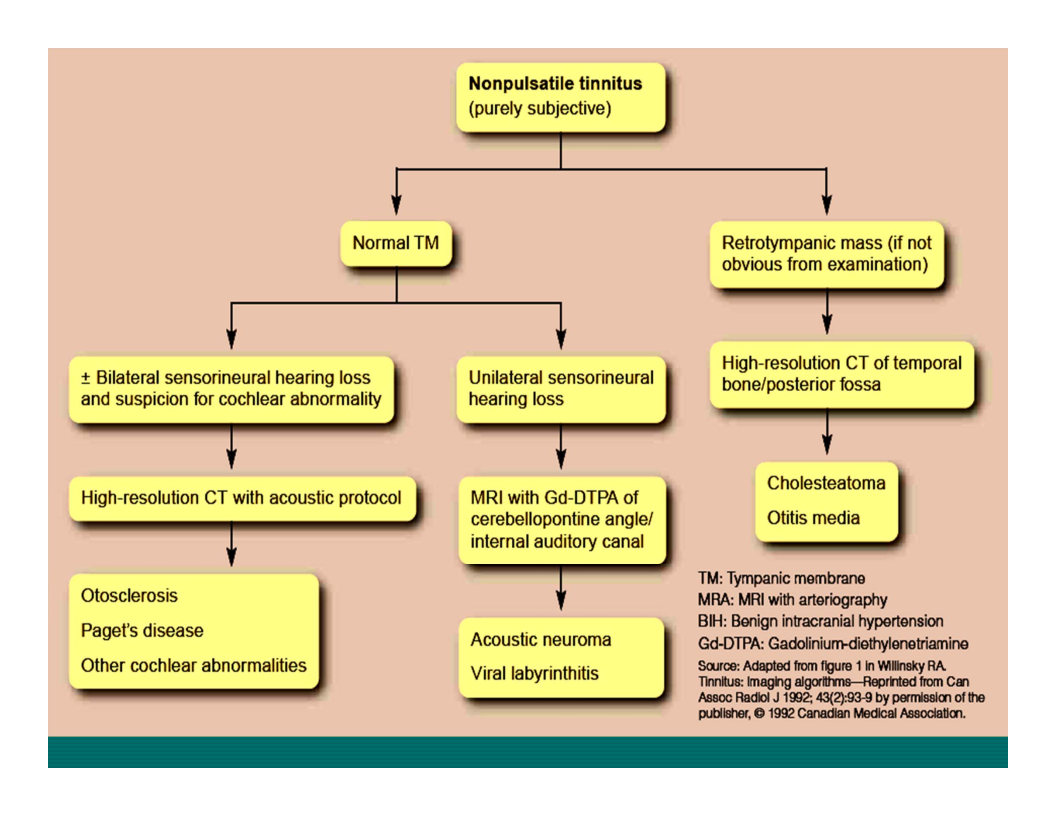 Nonpulsatile tinnitus
(purely subjective)
Normal TM
Retrotympanic mass (if not
obvious from examination)
± Bilateral sensorineural hearing loss
and suspicion for cochlear abnormality
Unilateral sensorineural
hearing loss
High-resolution CT of temporal
bone/posterior fossa
High-resolution CT with acoustic protocol
MRI with Gd-DTPA of
cerebellopontine angle/
internal auditory canal
Cholesteatoma
Otitis media
Otosclerosis
Paget's disease
Other cochlear abnormalities
Acoustic neuroma
Viral labyrinthitis
TM: Tympanic membrane
MRA: MRI with arteriography
BIH: Benign intracranial hypertension
Gd-DTPA: Gadolinium-diethylenetriamine
Source: Adapted from figure 1 in Willinsky RA.
Tinnitus: Imaging algorithms—Reprinted from Can
Assoc Radiol J 1992; 43(2):93-9 by permission of the
publisher, © 1992 Canadian Medical Association.